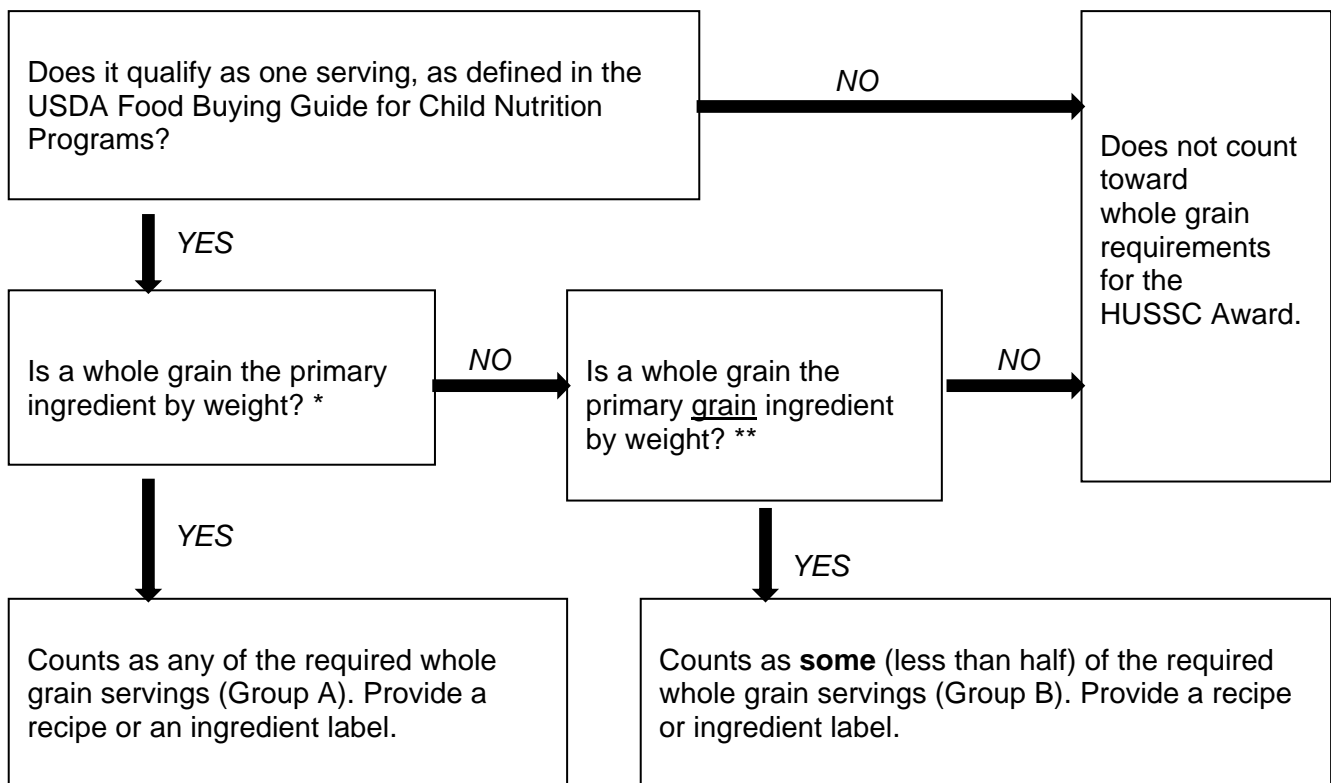 Does it qualify as one serving, as defined in the
USDA Food Buying Guide for Child Nutrition
Programs?
NO
Does not count
toward
whole grain
requirements
for the
HUSSC Award.
YES
Is a whole grain the primary
ingredient by weight? *
NO
Is a whole grain the
primary grain ingredient
by weight? **
NO
YES
YES
Counts as any of the required whole
grain servings (Group A). Provide a
recipe or an ingredient label.
Counts as some (less than half) of the required
whole grain servings (Group B). Provide a recipe
or ingredient label.